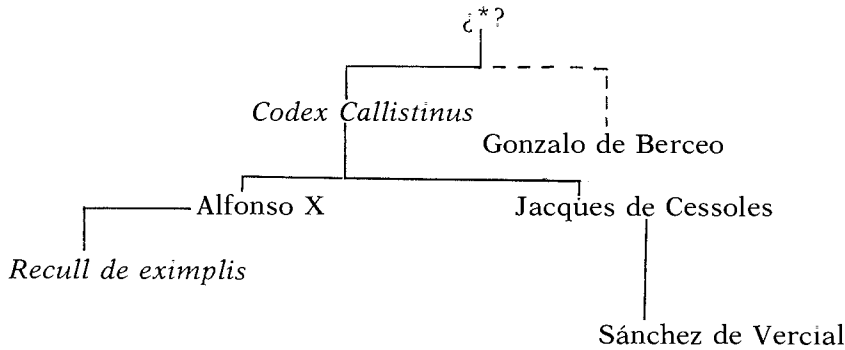 ¿*?
Codex Callistinus
Gonzalo de Berceo
Alfonso X
Jacques de Cessoles
Recull de eximplis
Sánchez de Vercial